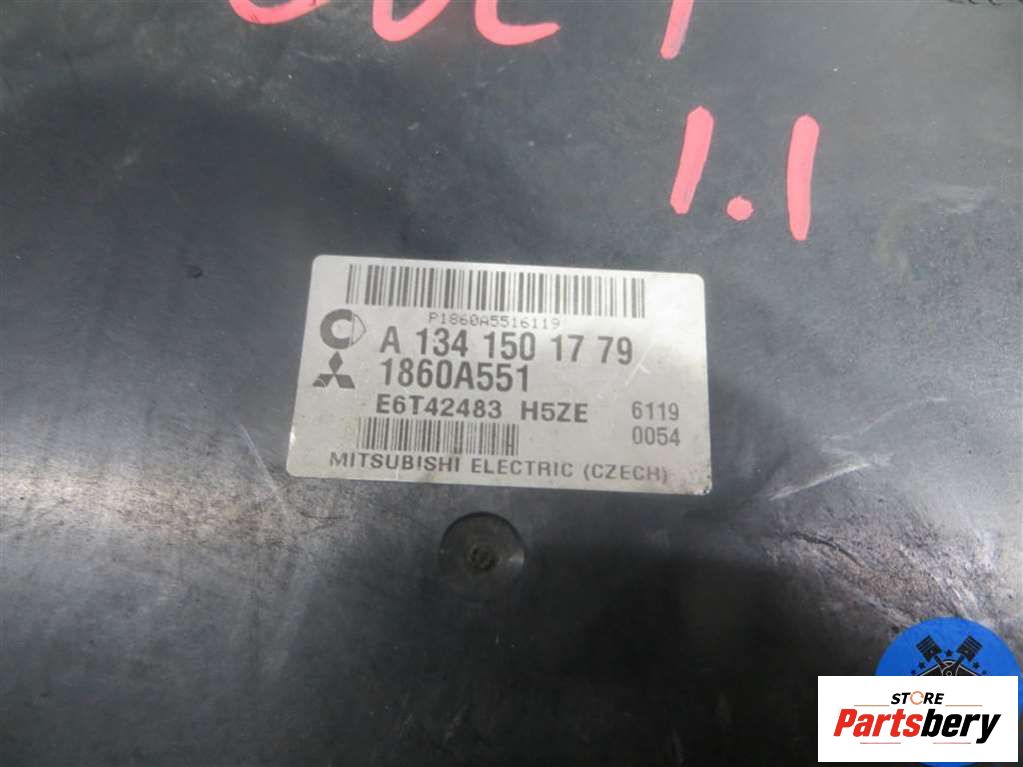 1.1
P1860A5516119
A 134 150 17 79
1860A551
E6T42483 H5ZE 6119
0054
MITSUBISHI ELECTRIC (CZECH)
STORE
Partsbery